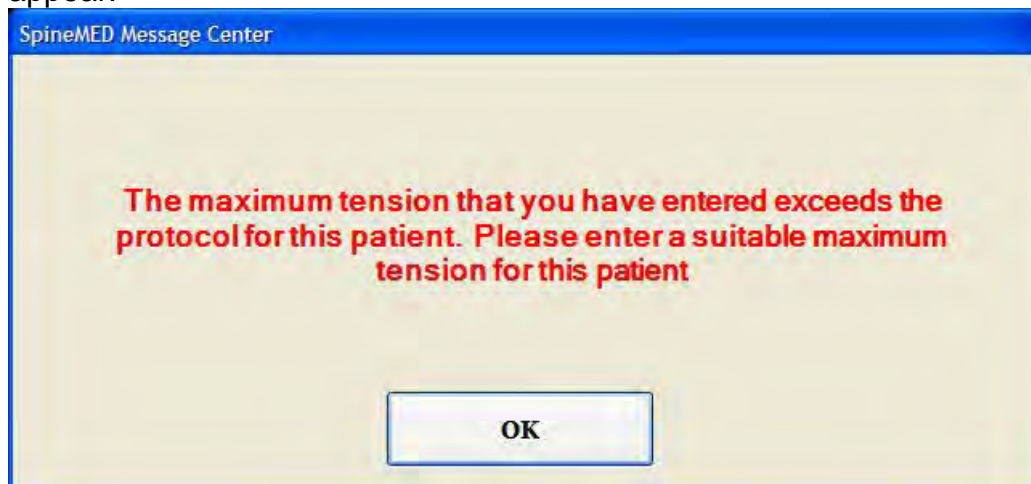 appear.
SpineMED Message Center
The maximum tension that you have entered exceeds the
protocol for this patient. Please enter a suitable maximum
tension for this patient
OK